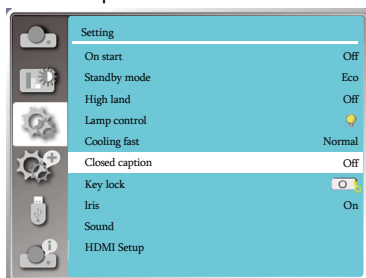 Setting
On start Off
Standby mode Eco
High land Off
Lamp control
Cooling fast Normal
Closed caption Off
Key lock
Iris On
Sound
HDMI Setup